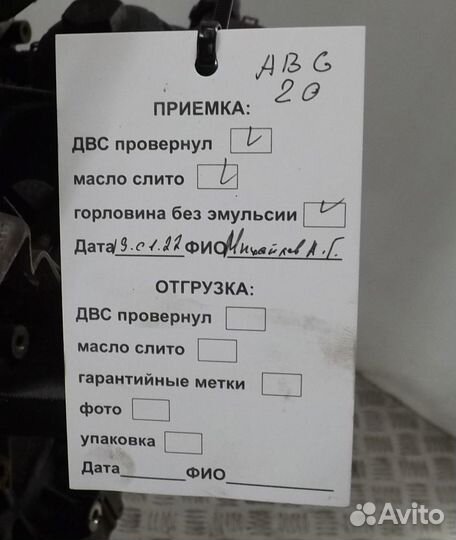 ABG
20
ПРИЕМКА:
ДВС провернул
масло слито
горловина без эмульсии
Дата 19.01.22 ФИО Михайлов А.Г.
ОТГРУЗКА:
ДВС провернул
масло слито
гарантийные метки
фото
упаковка
Дата ФИО
Avito